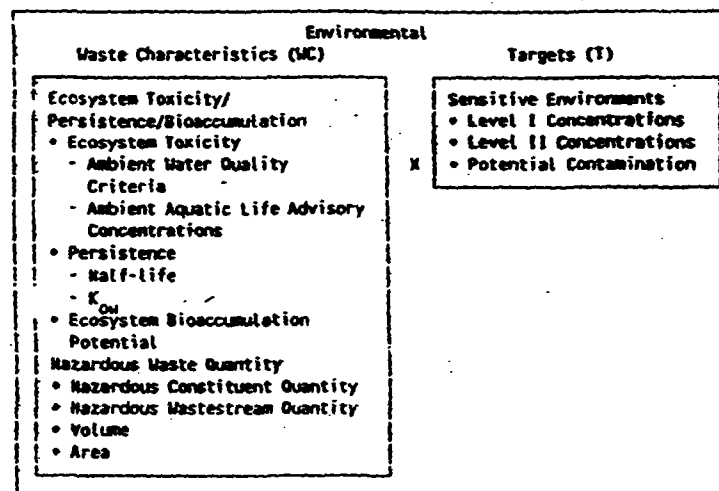 Environmental
Waste Characteristics (WC)
Targets (T)
Ecosystem Toxicity/
Persistence/Bioaccumulation
• Ecosystem Toxicity
- Ambient Water Quality
Criteria
- Ambient Aquatic Life Advisory
Concentrations
• Persistence
- Half-life
- KOW
• Ecosystem Bioaccumulation
Potential
Hazardous Waste Quantity
• Hazardous Constituent Quantity
• Hazardous Wastestream Quantity
• Volume
• Area
X
Sensitive Environments
• Level I Concentrations
• Level II Concentrations
• Potential Contamination